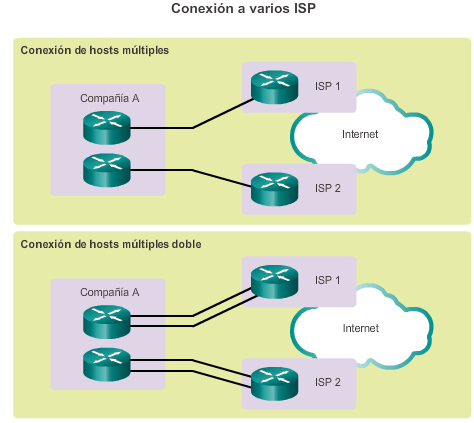 Conexión a varios ISP
Conexión de hosts múltiples
Compañía A
ISP 1
Internet
ISP 2
Conexión de hosts múltiples doble
Compañía A
ISP 1
Internet
ISP 2